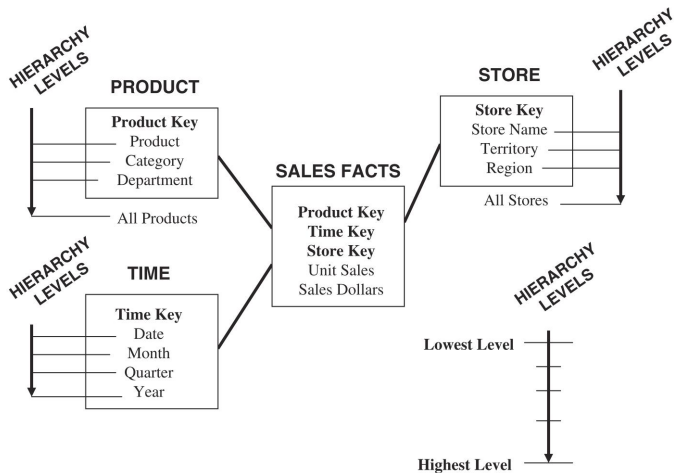 HIERARCHY
LEVELS
PRODUCT
Product Key
Product
Category
Department
All Products
STORE
HIERARCHY
LEVELS
Store Key
Store Name
Territory
Region
All Stores
SALES FACTS
Product Key
Time Key
Store Key
Unit Sales
Sales Dollars
HIERARCHY
LEVELS
TIME
Time Key
Date
Month
Quarter
Year
HIERARCHY
LEVELS
Lowest Level
Highest Level